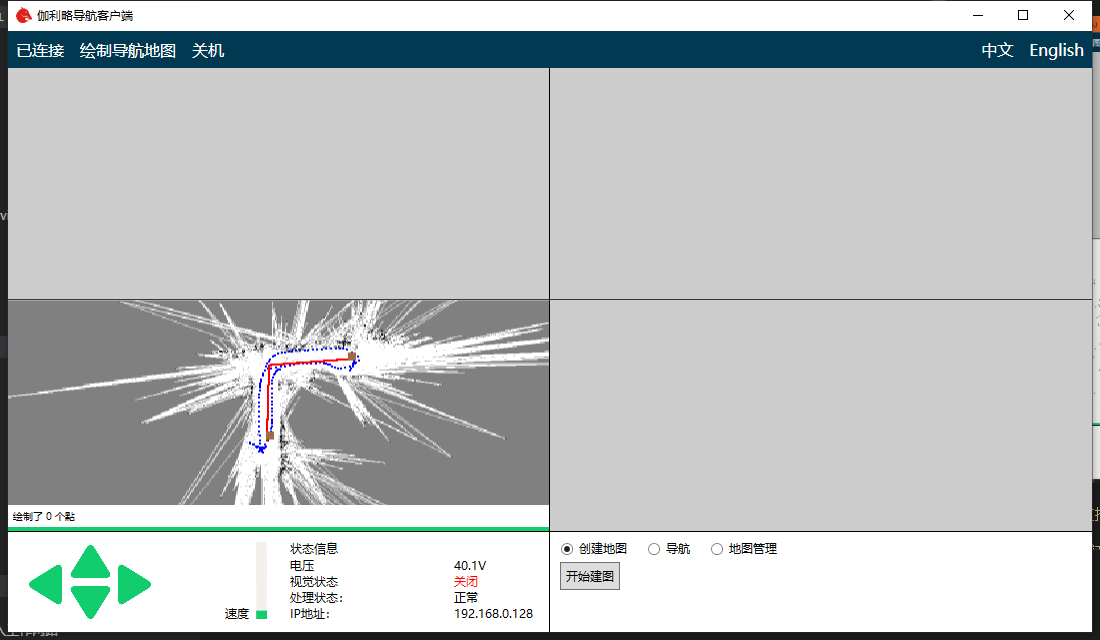 伽利略导航客户端
已连接 绘制导航地图 关机 中文 English
绘制了 0 个點
状态信息
电压 40.1V
视觉状态 关闭
处理状态: 正常
速度 IP地址: 192.168.0.128
创建地图 导航 地图管理
开始建图